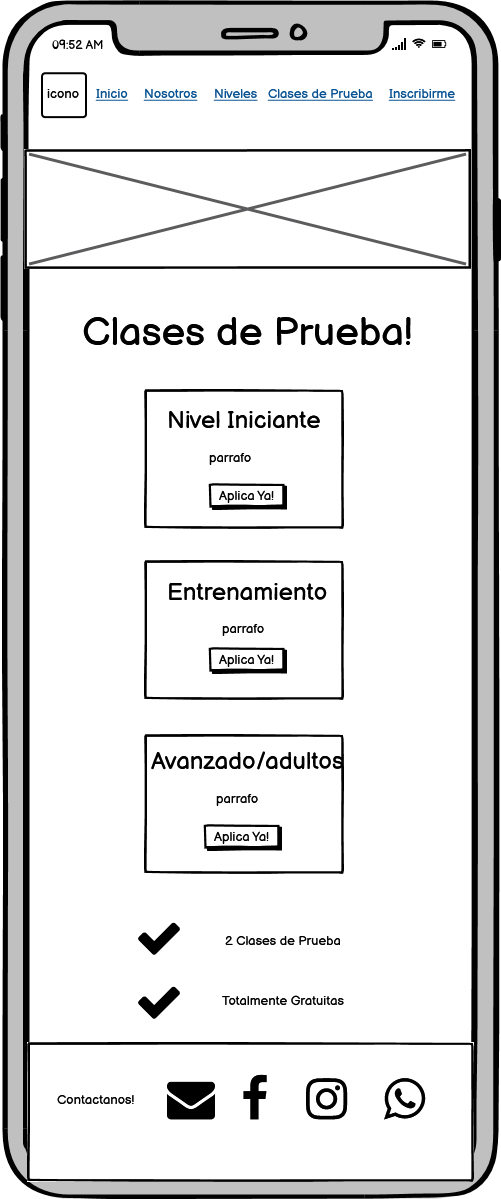 09:52 AM
icono Inicio Nosotros Niveles Clases de Prueba Inscribirme
Clases de Prueba!
Nivel Iniciante
parrafo
Aplica Ya!
Entrenamiento
parrafo
Aplica Ya!
Avanzado/adultos
parrafo
Aplica Ya!
2 Clases de Prueba
Totalmente Gratuitas
Contactanos!